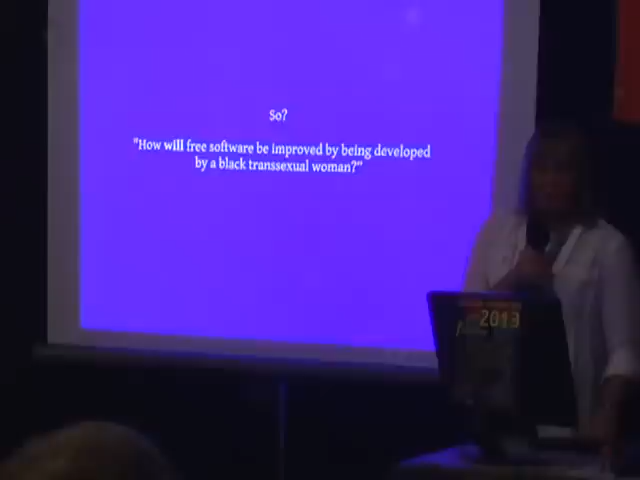 So?
"How will free software be improved by being developed
by a black transsexual woman?"
2013